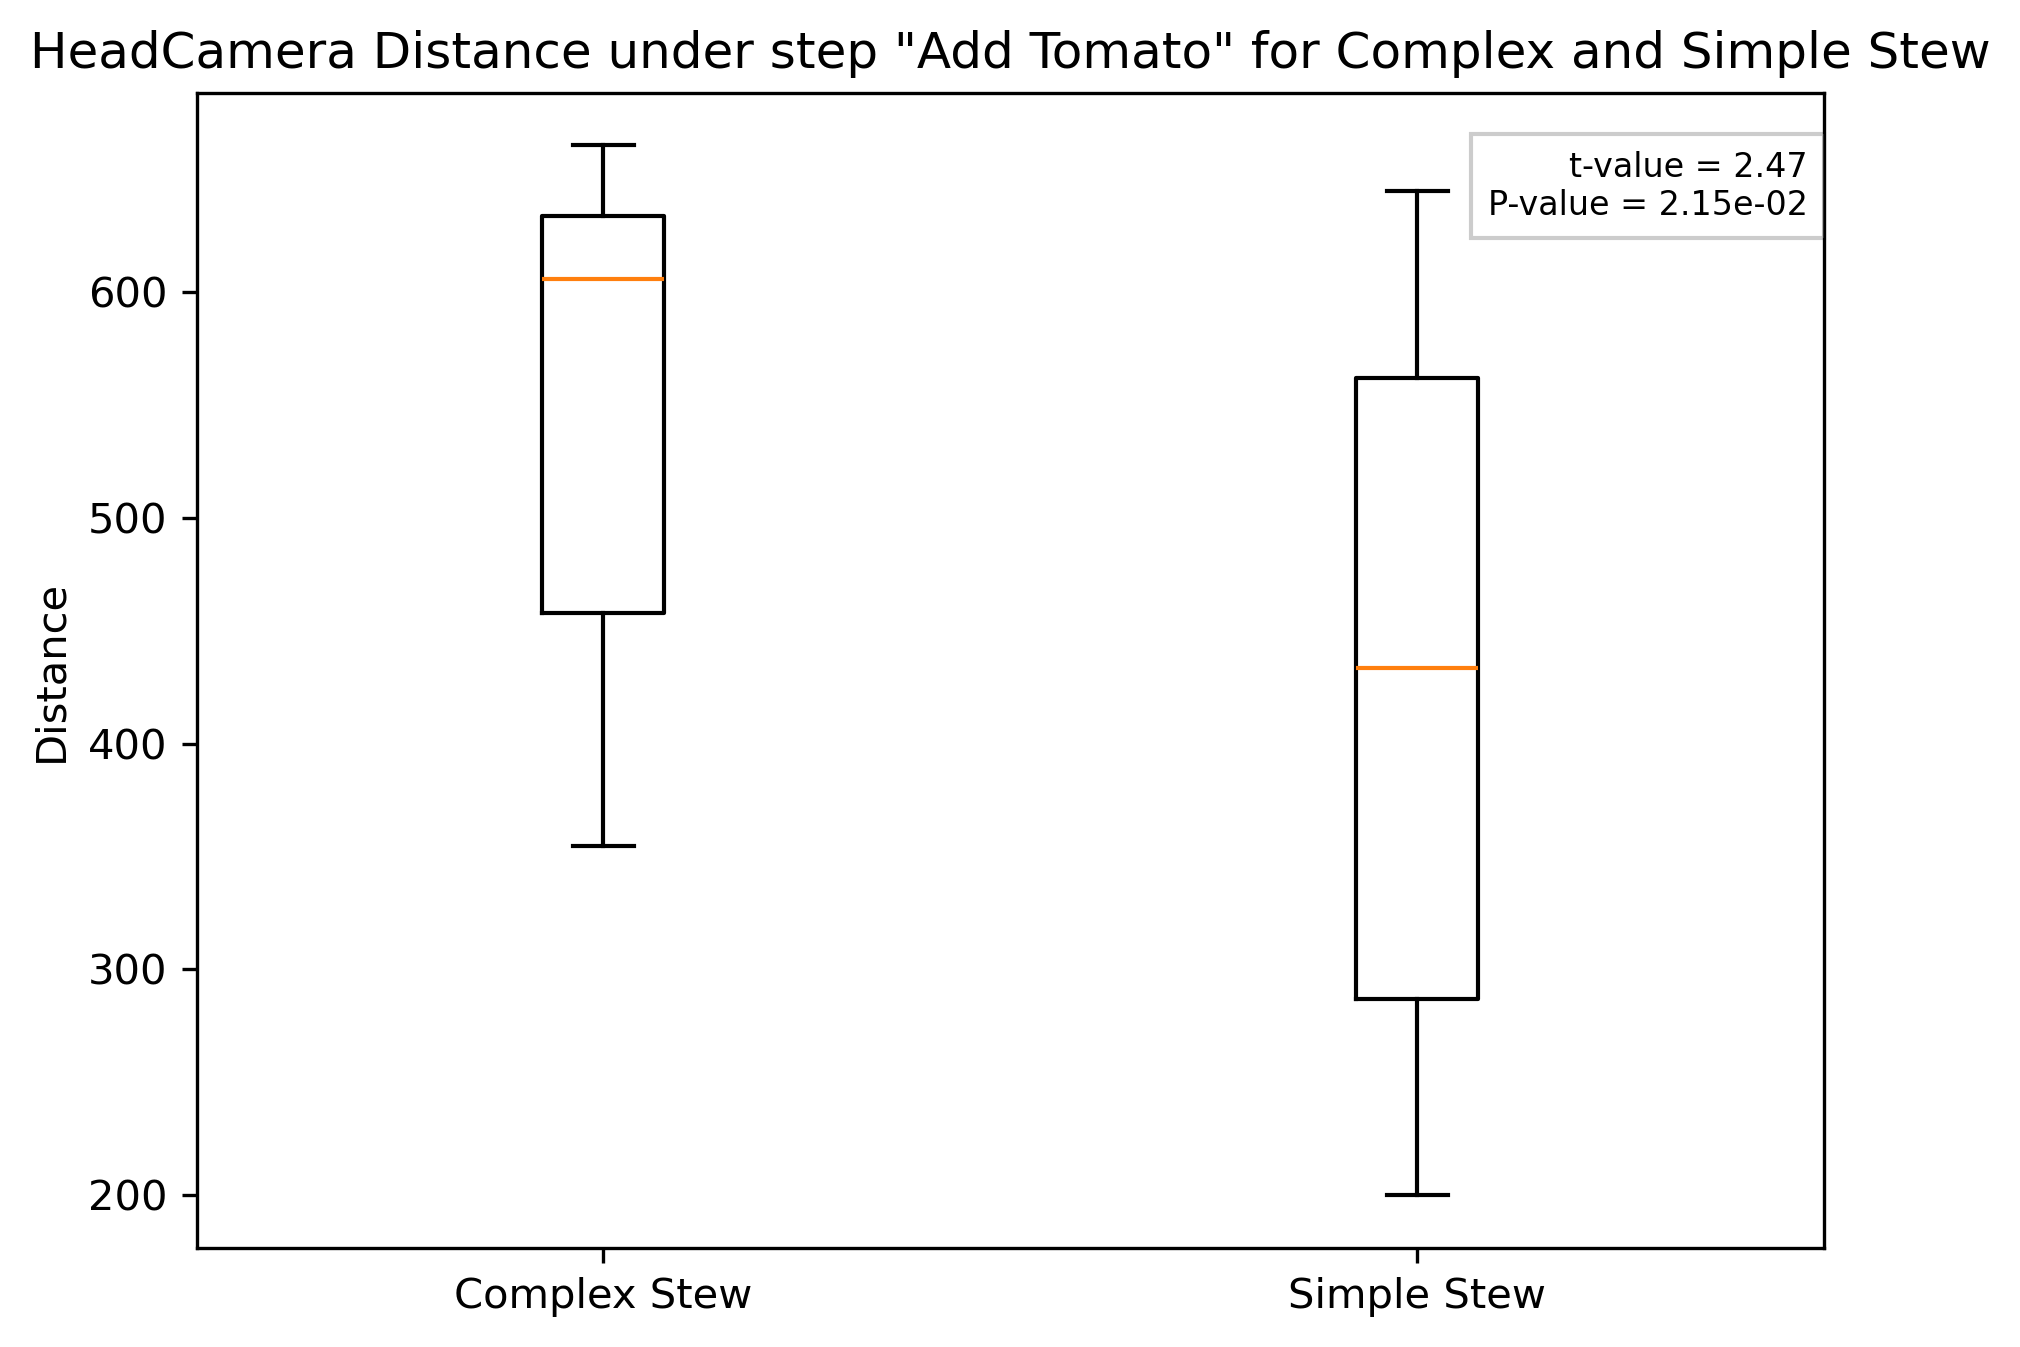 HeadCamera Distance under step "Add Tomato" for Complex and Simple Stew
t-value = 2.47
P-value = 2.15e-02
600
500
400
300
200
Distance
Complex Stew
Simple Stew